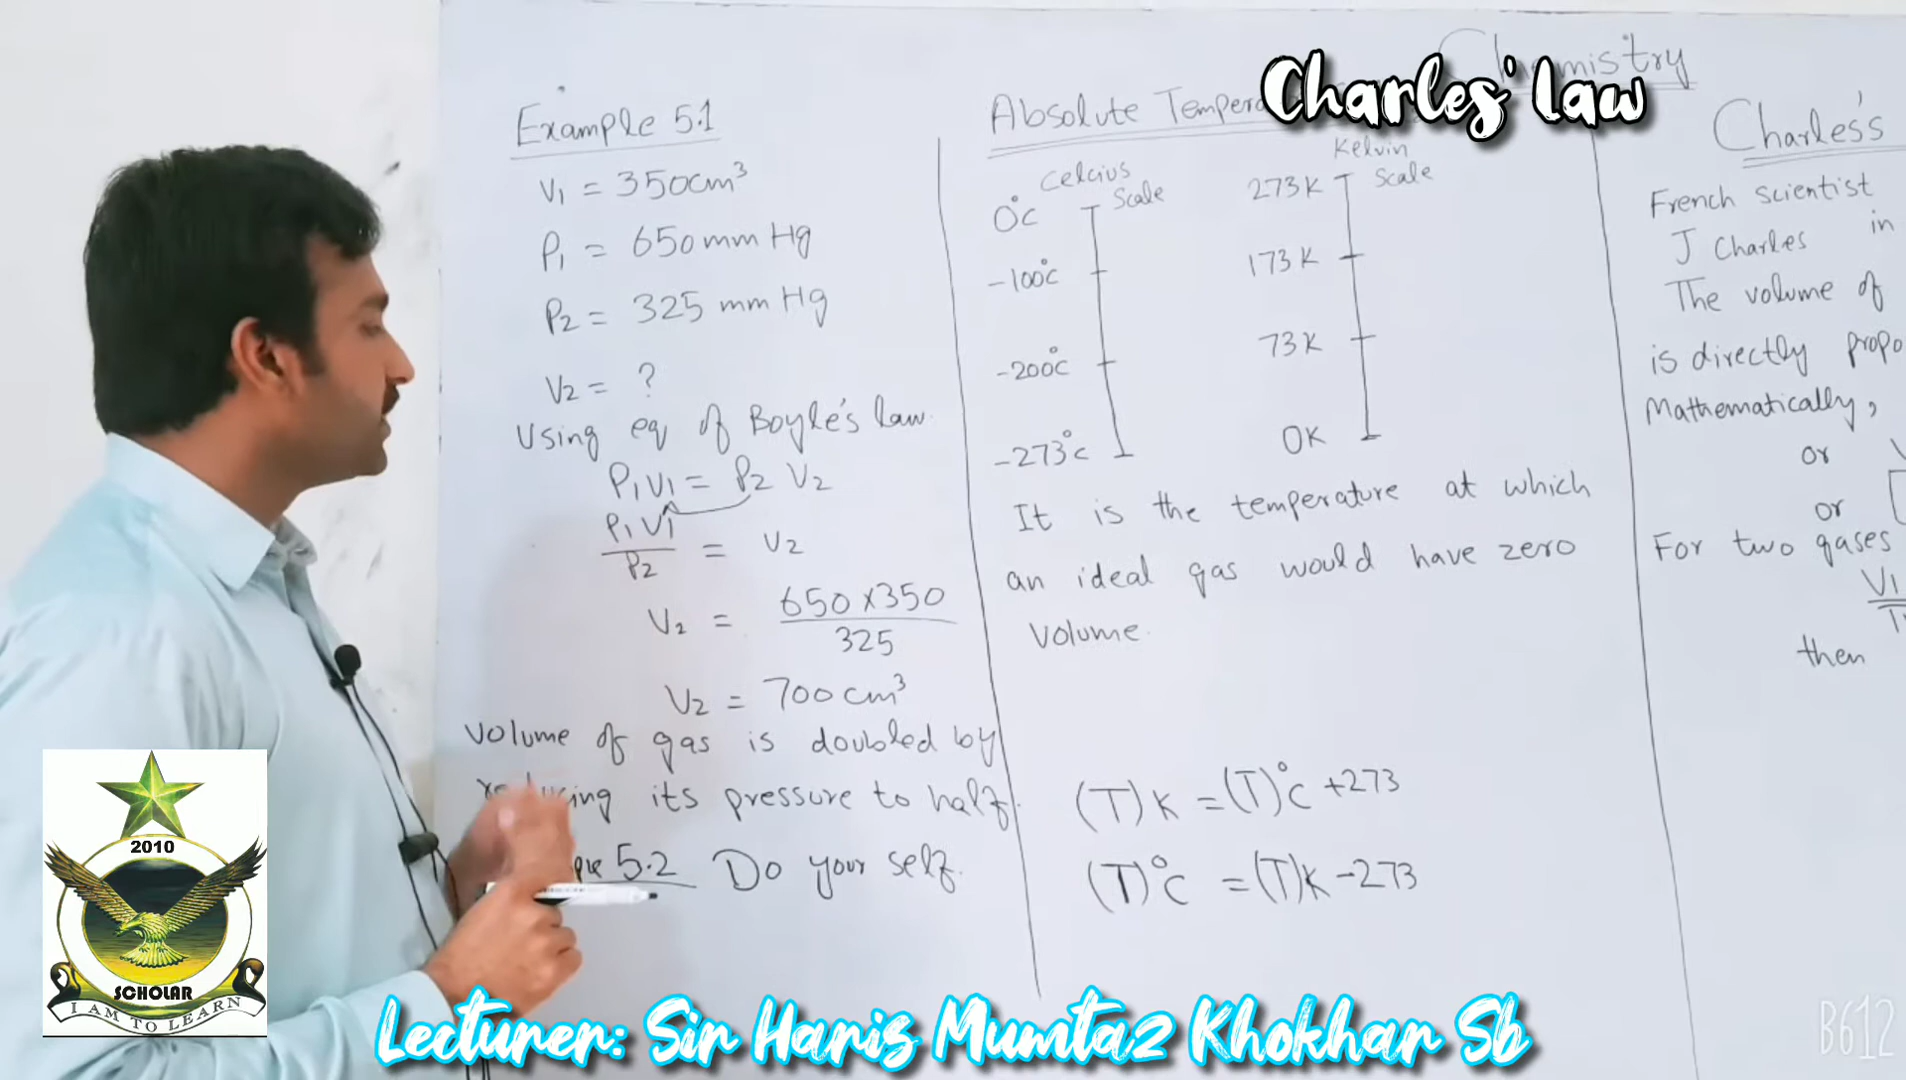 Chemistry
Charles' law
Example 5.1
V1 = 350cm³
P1 = 650 mm Hg
P2 = 325 mm Hg
V2 = ?
Using eq of Boyle's law.
P1V1 = P2 V2
P1V1/P2 = V2
V2 = 650x350/325
V2 = 700 cm³
Volume of gas is doubled by
its pressure to half.
5.2 Do your self.
Absolute
Celcius Scale
Kelvin Scale
0°c 273K
-100°c 173K
-200°c 73K
-273°c 0K
It is the temperature at which
an ideal gas would have zero
volume.
(T)K = (T)°c +273
(T)°c = (T)K -273
Charles's
French scientist
J Charles in
The volume of
is directly
Mathematically,
or
or
For two gases
V1
then
2010
SCHOLAR
I AM TO LEARN
Lecturer: Sir Haris Mumtaz Khokhar Sb
B612